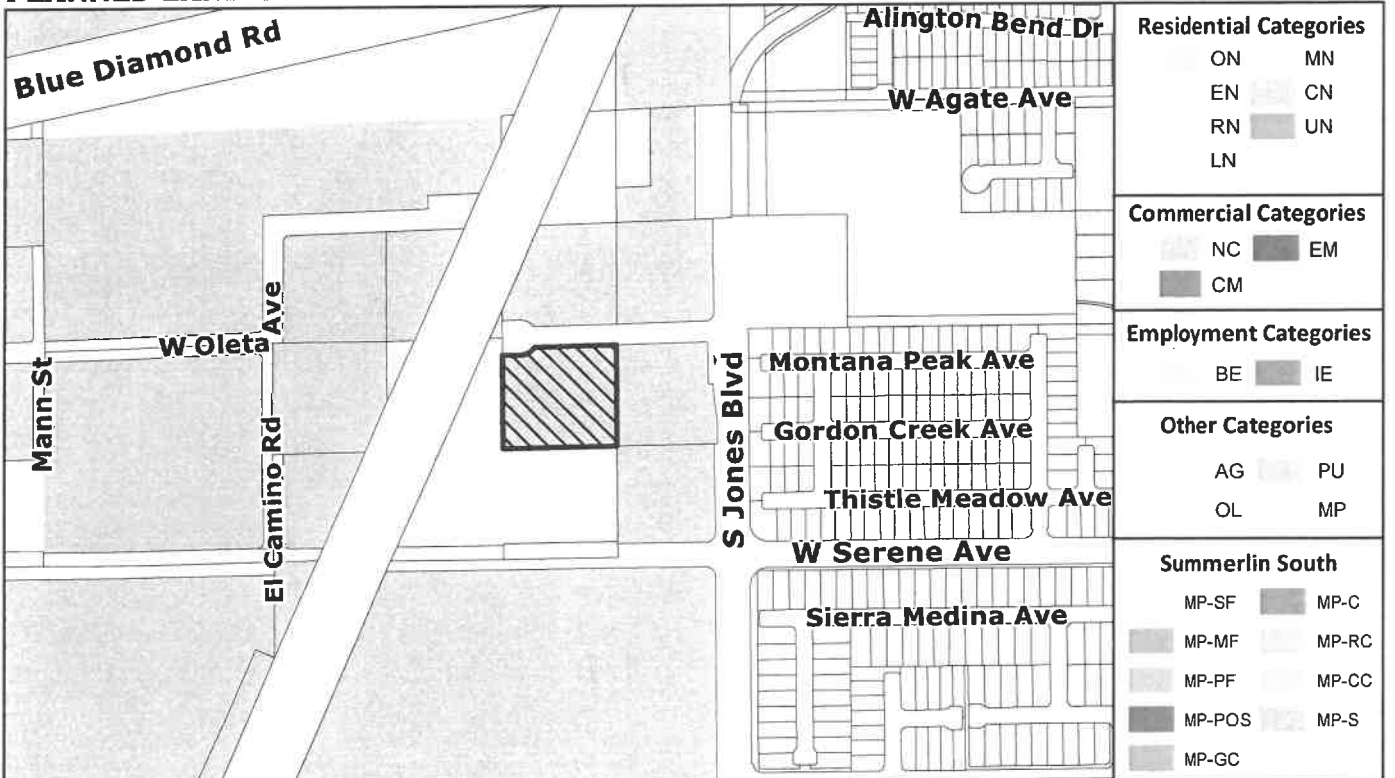 Blue Diamond Rd
Alington Bend Dr
W Agate Ave
W Oleta Ave
Mann St
El Camino Rd
S Jones Blvd
Montana Peak Ave
Gordon Creek Ave
Thistle Meadow Ave
W Serene Ave
Sierra Medina Ave
Residential Categories
ON MN
EN CN
RN UN
LN
Commercial Categories
NC EM
CM
Employment Categories
BE IE
Other Categories
AG PU
OL MP
Summerlin South
MP-SF MP-C
MP-MF MP-RC
MP-PF MP-CC
MP-POS MP-S
MP-GC